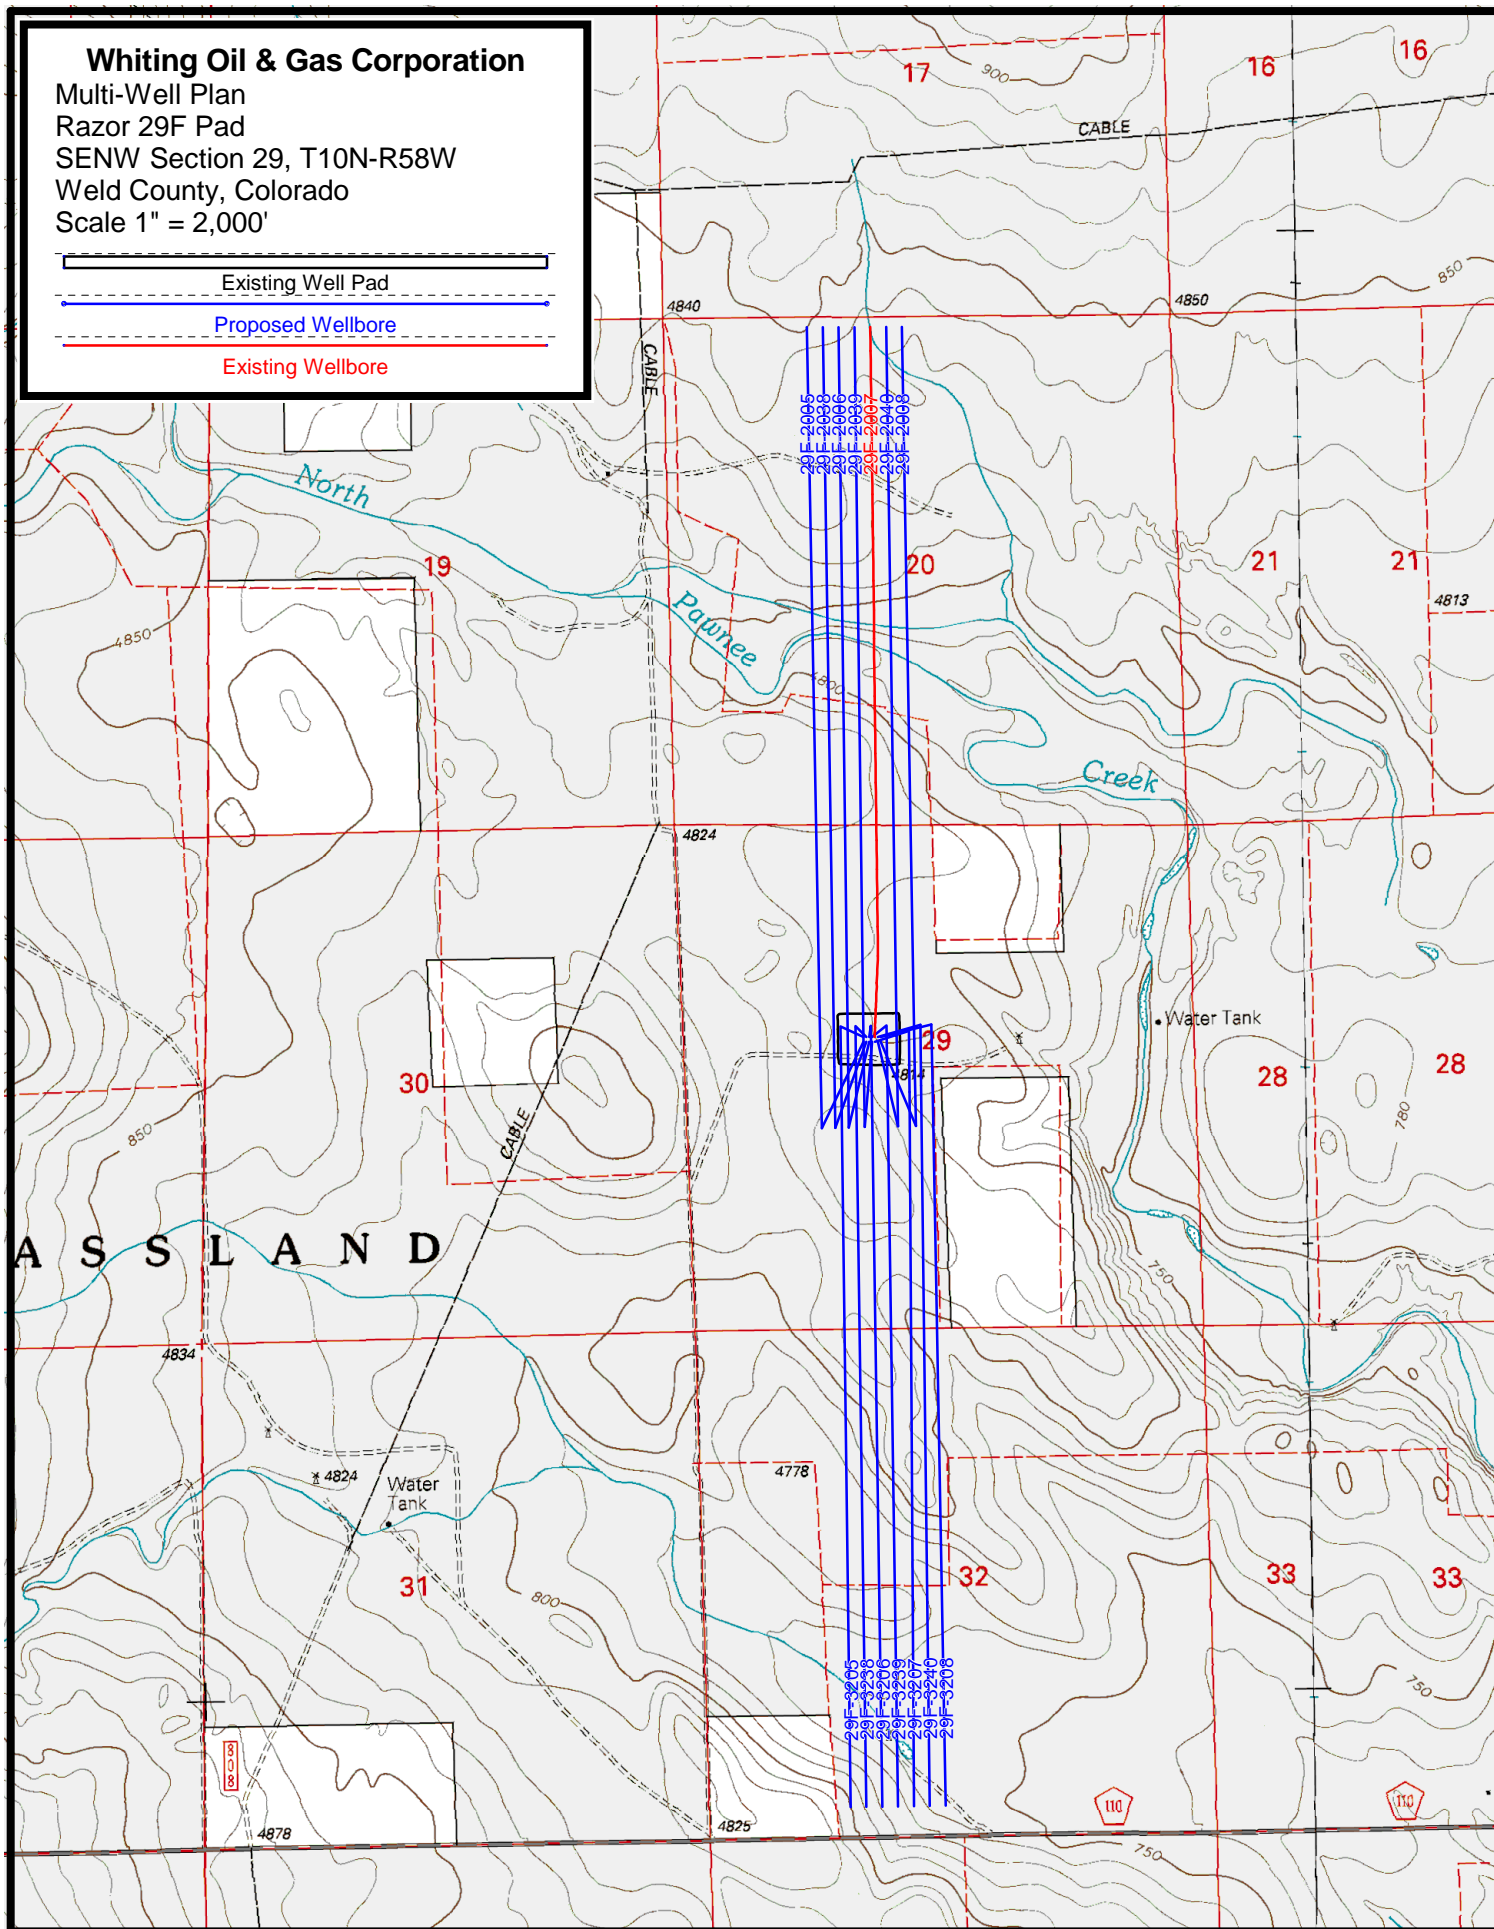 Whiting Oil & Gas Corporation
Multi-Well Plan
Razor 29F Pad
SENW Section 29, T10N-R58W
Weld County, Colorado
Scale 1" = 2,000'
Existing Well Pad
Proposed Wellbore
Existing Wellbore
17
900
16
16
CABLE
850
4840
4850
CABLE
29F-2005
29F-2038
29F-2006
29F-2039
29F-2007
29F-2040
29F-2008
North
19
20
21
21
4813
4850
Pawnee
4800
Creek
4824
Water Tank
29
4814
30
28
28
780
850
CABLE
ASSLAND
750
4834
4824
Water
Tank
4778
31
32
33
33
800
29F-3205
29F-3238
29F-3206
29F-3239
29F-3207
29F-3240
29F-3208
750
808
110
110
4878
4825
750